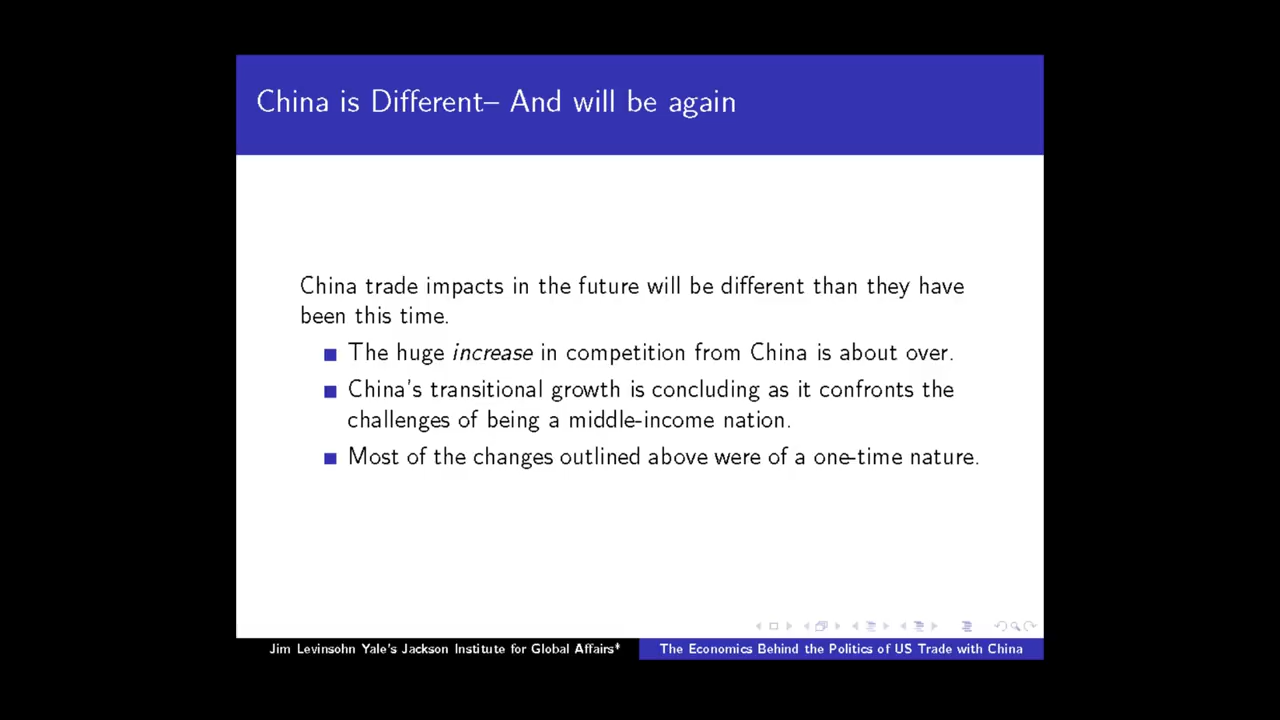 China is Different– And will be again
China trade impacts in the future will be different than they have
been this time.
The huge increase in competition from China is about over.
China's transitional growth is concluding as it confronts the
challenges of being a middle-income nation.
Most of the changes outlined above were of a one-time nature.
Jim Levinsohn Yale's Jackson Institute for Global Affairs*
The Economics Behind the Politics of US Trade with China